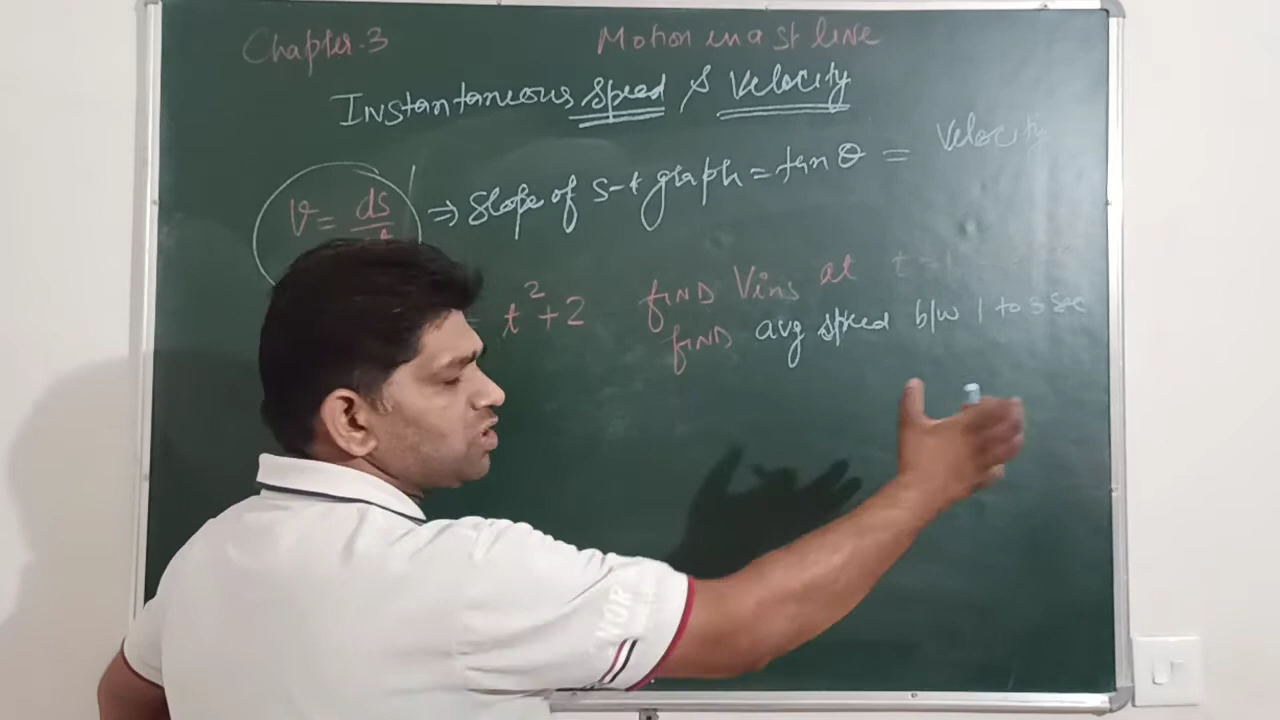 Chapter.3 Motion in a st line
Instantaneous speed & Velocity
V = ds ⇒ Slope of s-t graph = tan θ = Velocity
= t²+2 find Vins at t = 1
find avg speed b/w 1 to 3 sec